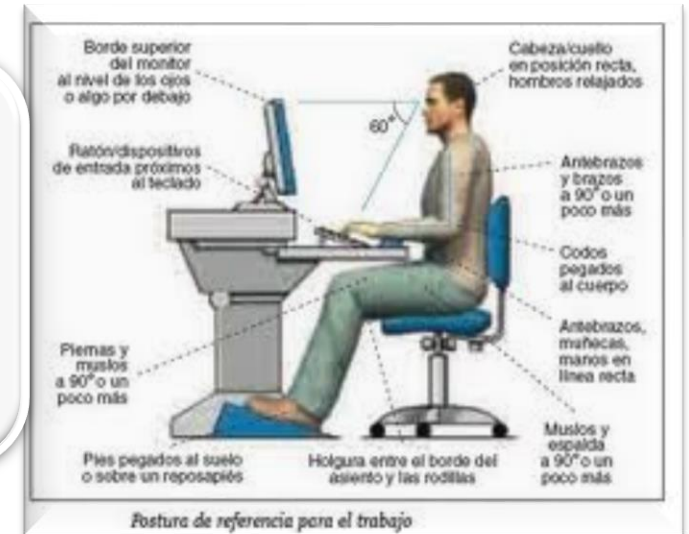 Borde superior
del monitor
al nivel de los ojos
o algo por debajo
Cabeza/cuello
en posición recta,
hombros relajados
60°
Ratón/dispositivos
de entrada próximos
al teclado
Antebrazos
y brazos
a 90° o un
poco más
Codos
pegados
al cuerpo
Antebrazos,
muñecas,
manos en
línea recta
Piernas y
muslos
a 90° o un
poco más
Muslos y
espalda
a 90° o un
poco más
Pies pegados al suelo
o sobre un reposapiés
Holgura entre el borde del
asiento y las rodillas
Postura de referencia para el trabajo